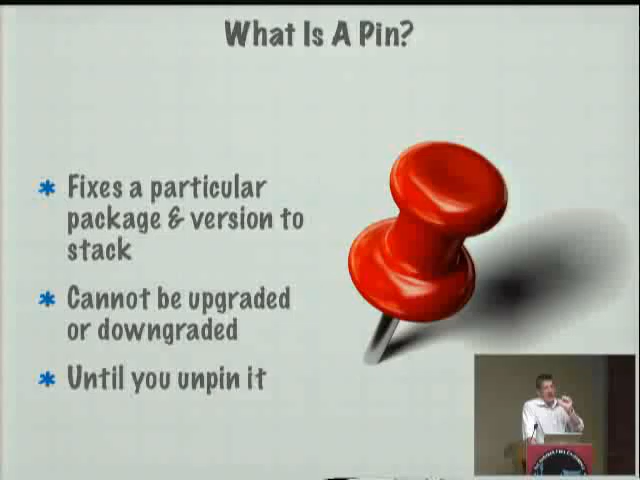 What Is A Pin?
* Fixes a particular
package & version to
stack
* Cannot be upgraded
or downgraded
* Until you unpin it